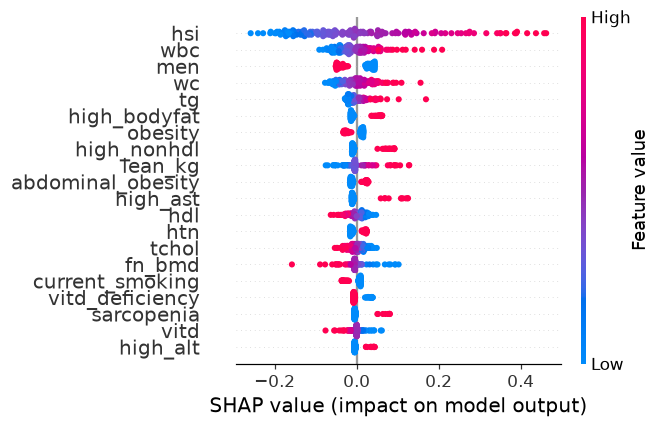 High
hsi
wbc
men
wc
tg
high_bodyfat
obesity
high_nonhdl
lean_kg
abdominal_obesity
high_ast
hdl
htn
tchol
fn_bmd
current_smoking
vitd_deficiency
sarcopenia
vitd
high_alt
Feature value
Low
−0.2 0.0 0.2 0.4
SHAP value (impact on model output)